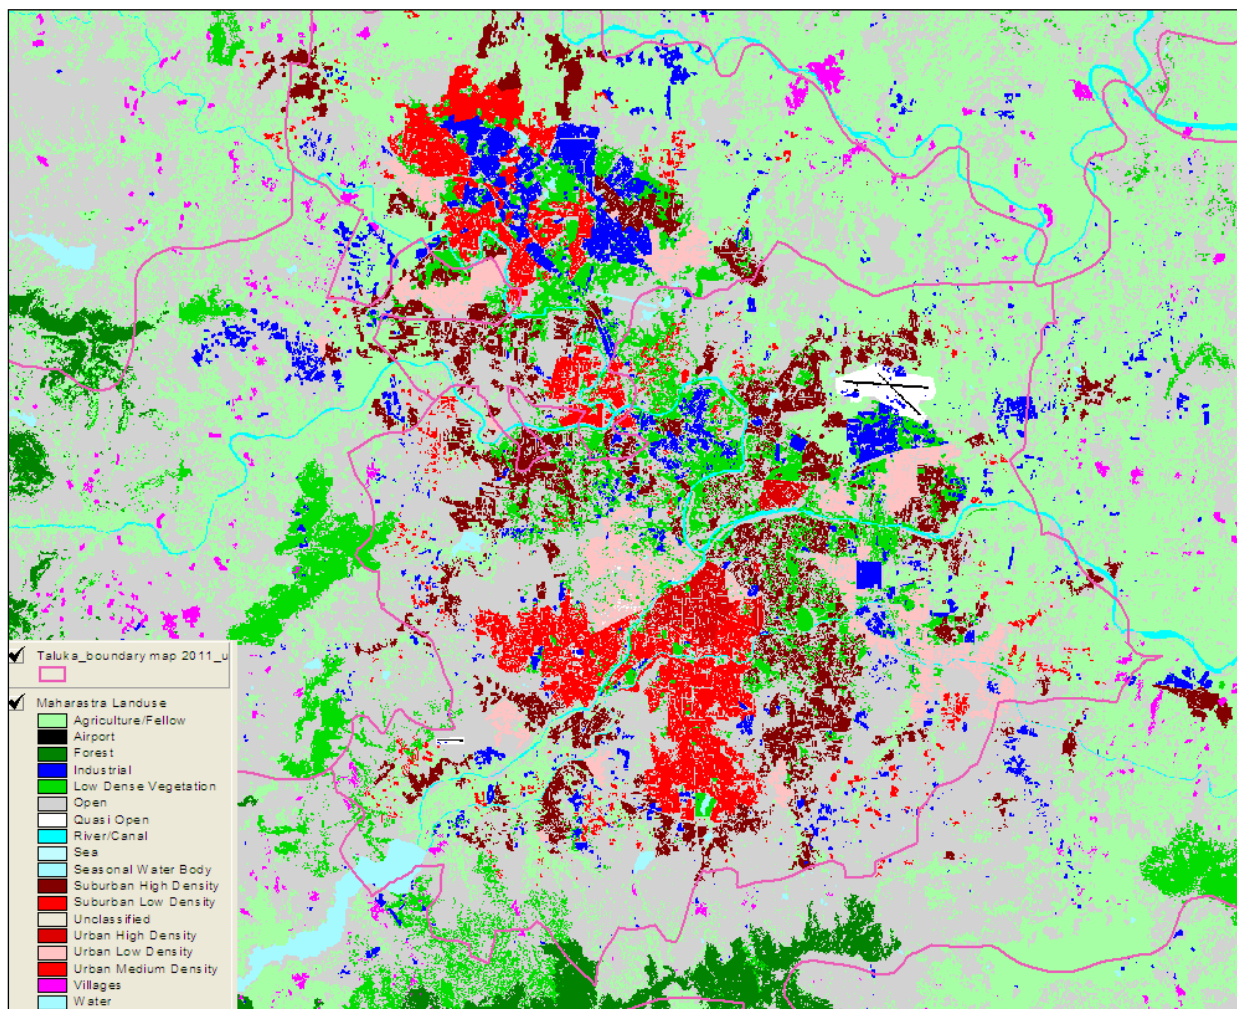 Taluka_boundary map 2011_u
Maharastra Landuse
Agriculture/Fellow
Airport
Forest
Industrial
Low Dense Vegetation
Open
Quasi Open
River/Canal
Sea
Seasonal Water Body
Suburban High Density
Suburban Low Density
Unclassified
Urban High Density
Urban Low Density
Urban Medium Density
Villages
Water